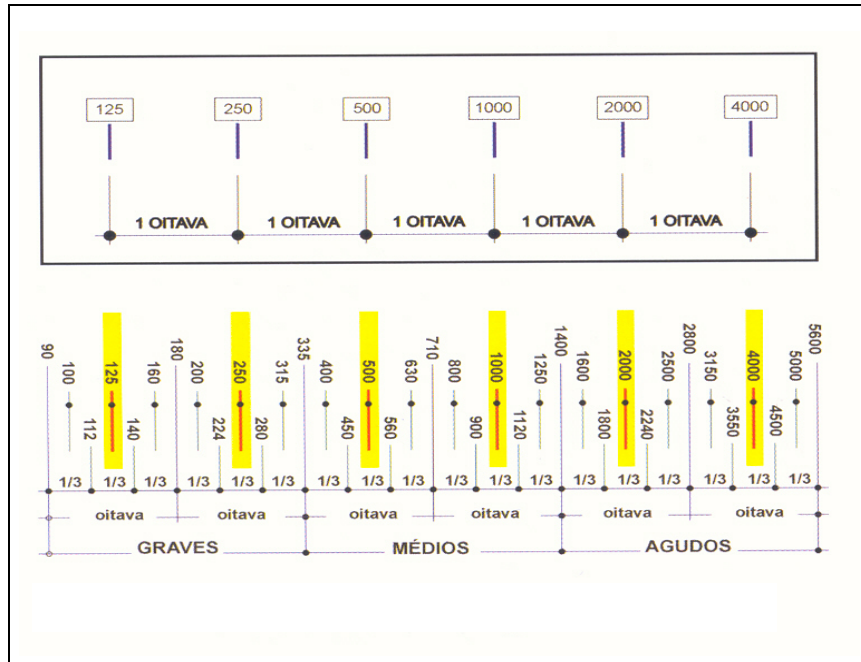 125 250 500 1000 2000 4000
1 OITAVA 1 OITAVA 1 OITAVA 1 OITAVA 1 OITAVA
90 100 112 125 140 160 180 200 224 250 280 315 335 400 450 500 560 630 710 800 900 1000 1120 1250 1400 1600 1800 2000 2240 2500 2800 3150 3550 4000 4500 5000 5600
1/3 1/3 1/3 1/3 1/3 1/3 1/3 1/3 1/3 1/3 1/3 1/3 1/3 1/3 1/3 1/3 1/3 1/3
oitava oitava oitava oitava oitava oitava
GRAVES MÉDIOS AGUDOS